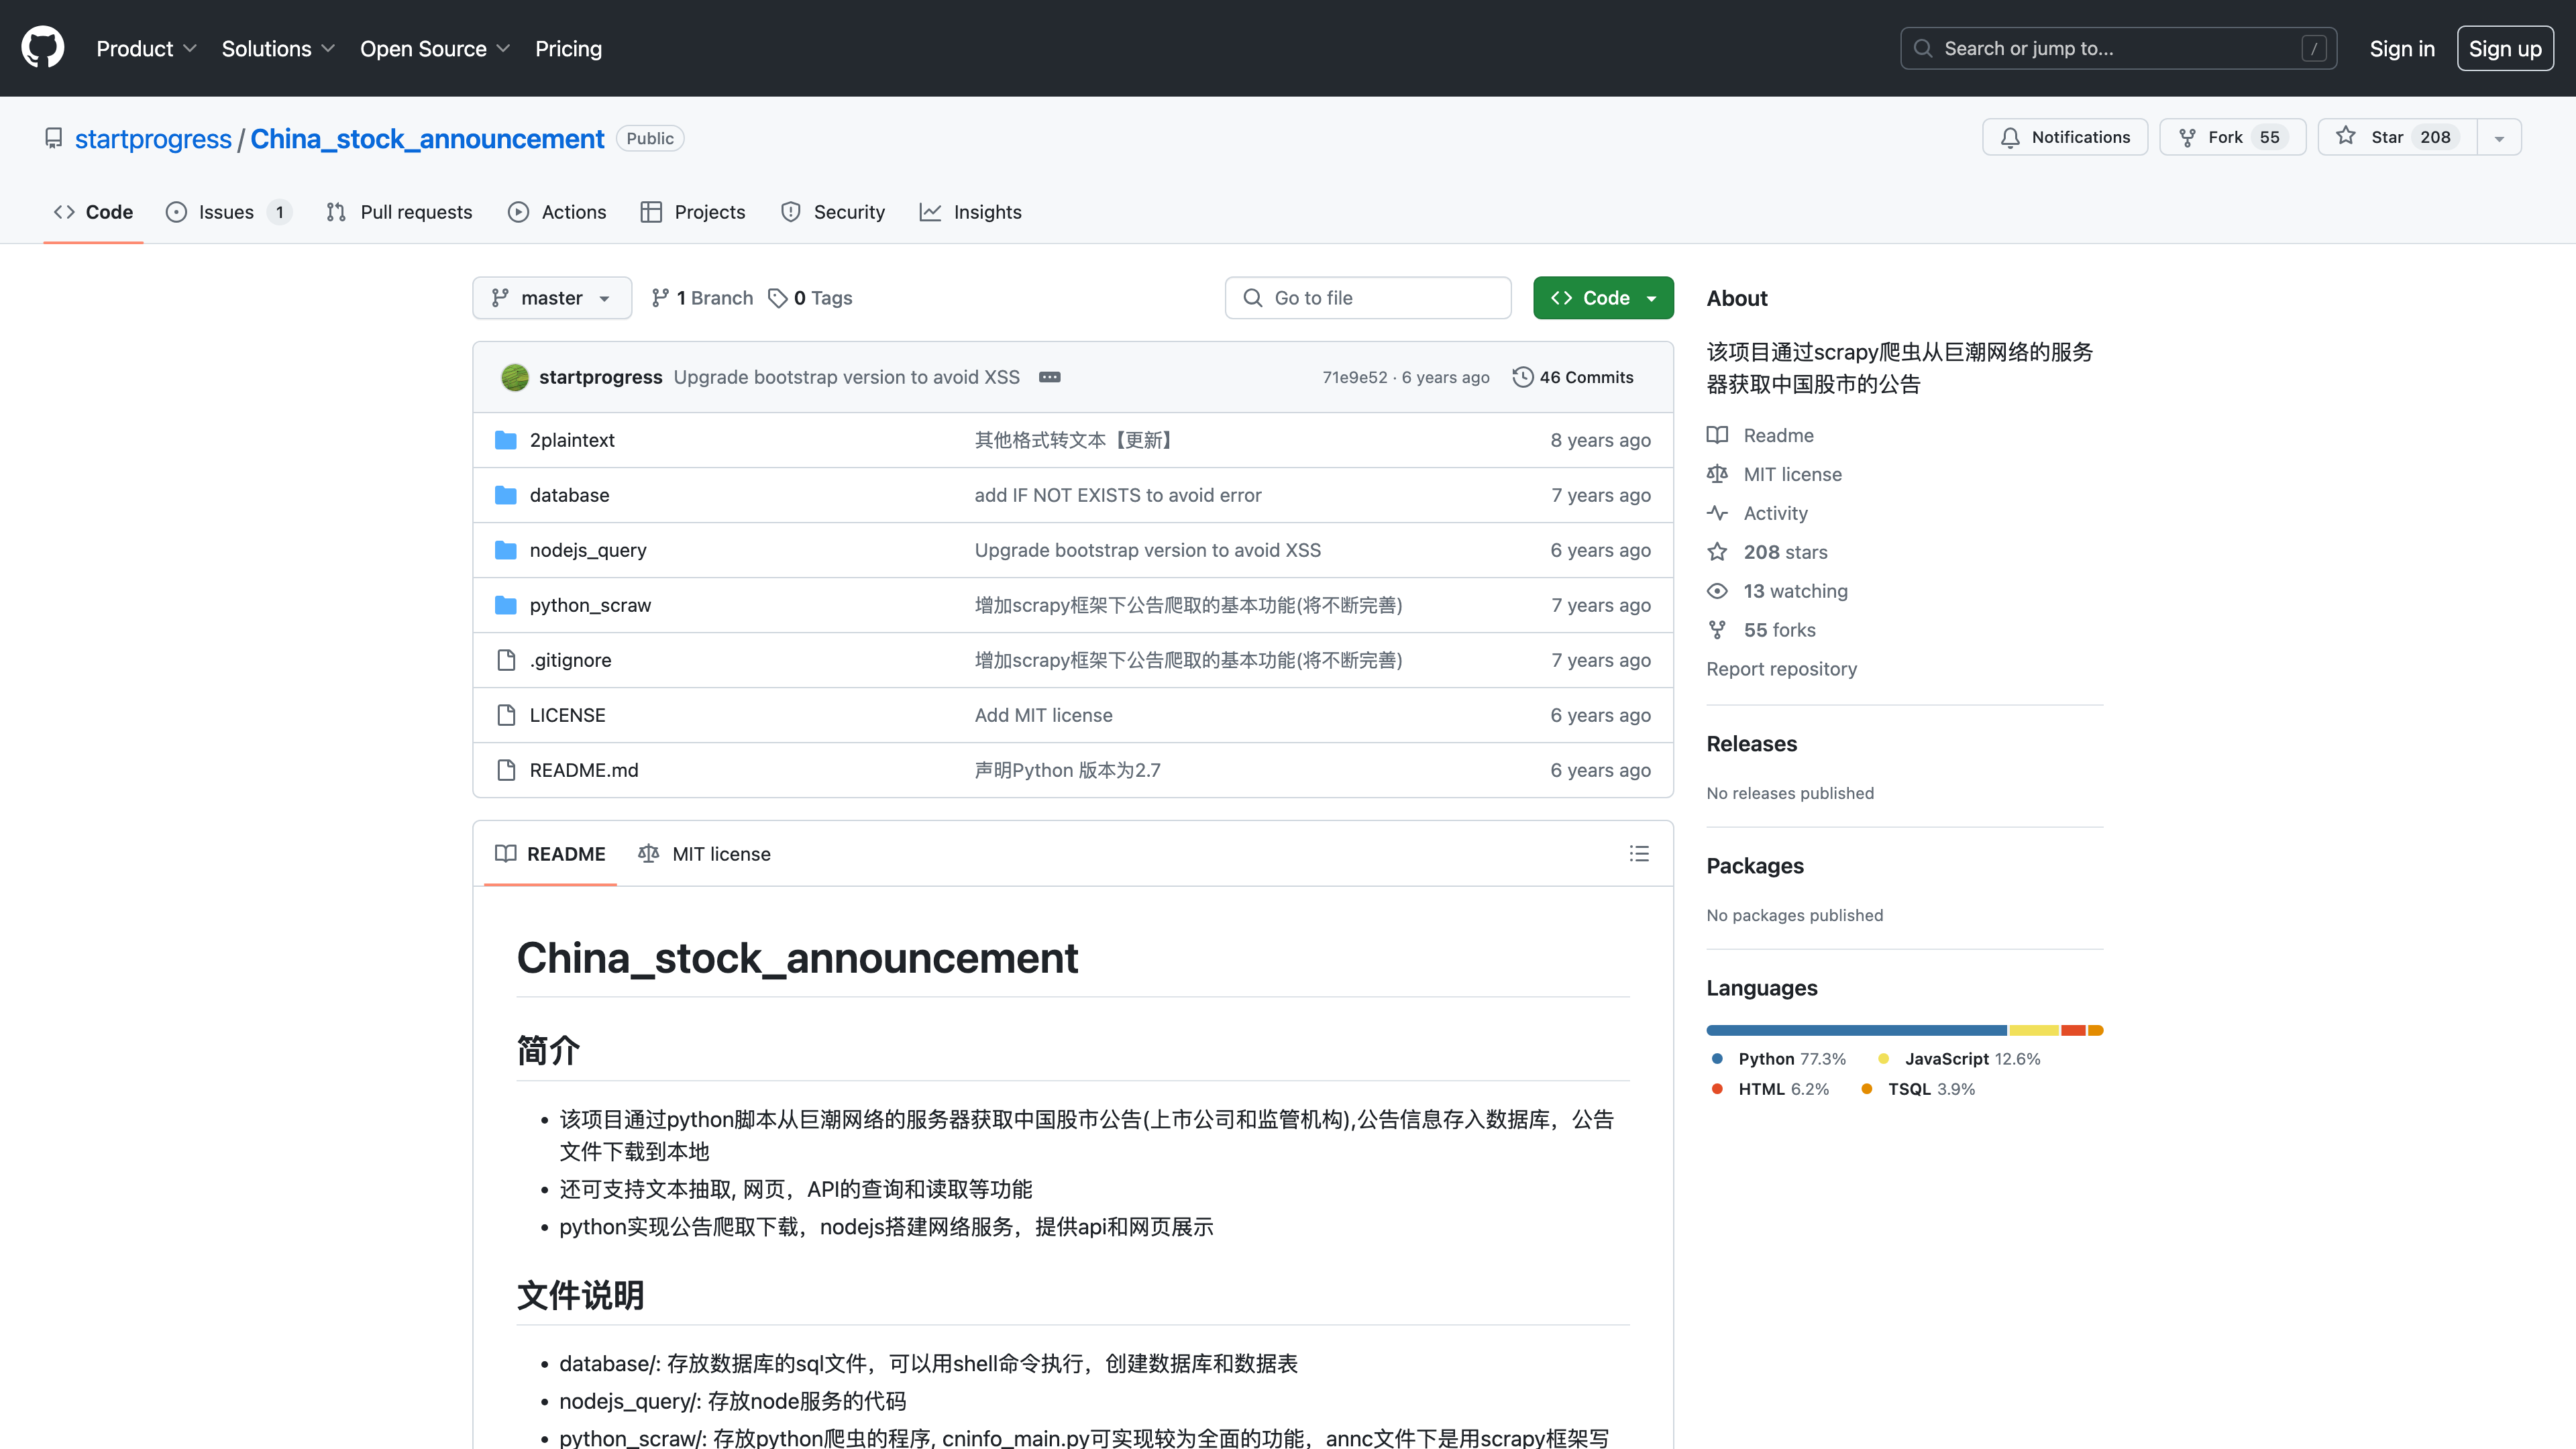 Product Solutions Open Source Pricing Search or jump to... / Sign in Sign up
startprogress / China_stock_announcement Public Notifications Fork 55 Star 208
Code Issues 1 Pull requests Actions Projects Security Insights
master 1 Branch 0 Tags Go to file Code
startprogress Upgrade bootstrap version to avoid XSS 71e9e52 · 6 years ago 46 Commits
2plaintext 其他格式转文本【更新】 8 years ago
database add IF NOT EXISTS to avoid error 7 years ago
nodejs_query Upgrade bootstrap version to avoid XSS 6 years ago
python_scraw 增加scrapy框架下公告爬取的基本功能(将不断完善) 7 years ago
.gitignore 增加scrapy框架下公告爬取的基本功能(将不断完善) 7 years ago
LICENSE Add MIT license 6 years ago
README.md 声明Python 版本为2.7 6 years ago
README MIT license
China_stock_announcement
简介
• 该项目通过python脚本从巨潮网络的服务器获取中国股市公告(上市公司和监管机构),公告信息存入数据库，公告
文件下载到本地
• 还可支持文本抽取, 网页，API的查询和读取等功能
• python实现公告爬取下载，nodejs搭建网络服务，提供api和网页展示
文件说明
• database/: 存放数据库的sql文件，可以用shell命令执行，创建数据库和数据表
• nodejs_query/: 存放node服务的代码
• python_scraw/: 存放python爬虫的程序, cninfo_main.py可实现较为全面的功能，annc文件下是用scrapy框架写
About
该项目通过scrapy爬虫从巨潮网络的服务
器获取中国股市的公告
Readme
MIT license
Activity
208 stars
13 watching
55 forks
Report repository
Releases
No releases published
Packages
No packages published
Languages
Python 77.3% JavaScript 12.6%
HTML 6.2% TSQL 3.9%